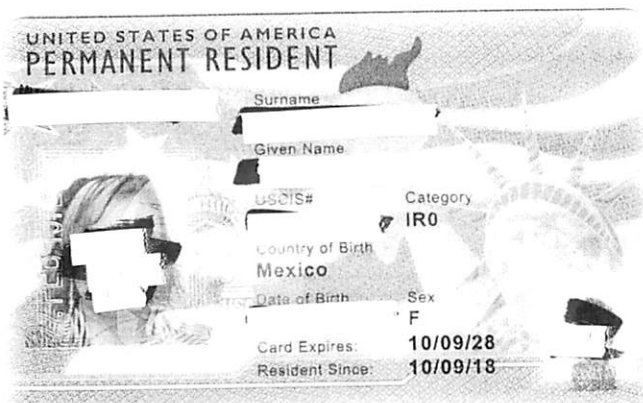 UNITED STATES OF AMERICA
PERMANENT RESIDENT
Surname
Given Name
USCIS#
Category
IR0
Country of Birth
Mexico
Date of Birth
Sex
F
Card Expires: 10/09/28
Resident Since: 10/09/18